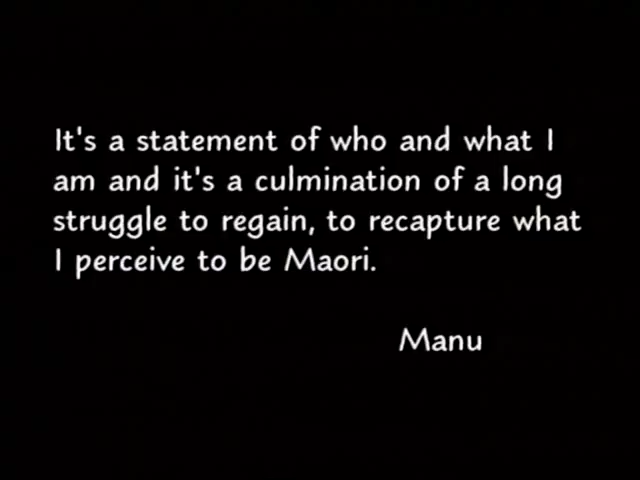 It's a statement of who and what I
am and it's a culmination of a long
struggle to regain, to recapture what
I perceive to be Maori.
Manu